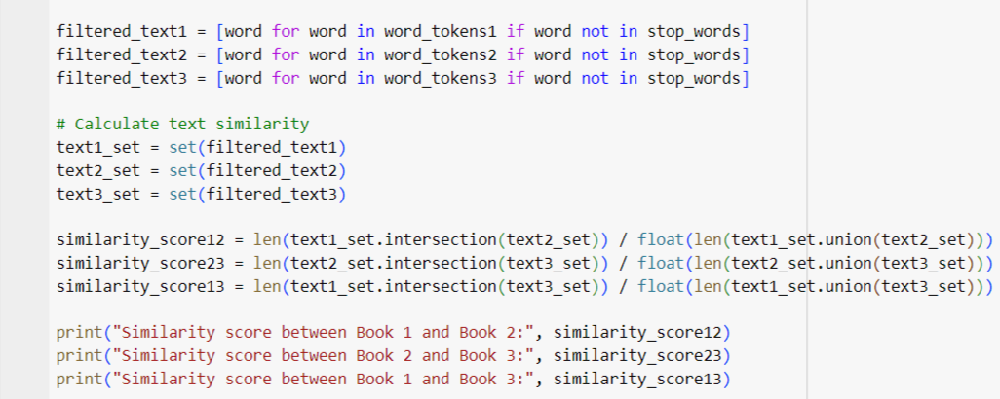 filtered_text1 = [word for word in word_tokens1 if word not in stop_words]
filtered_text2 = [word for word in word_tokens2 if word not in stop_words]
filtered_text3 = [word for word in word_tokens3 if word not in stop_words]
# Calculate text similarity
text1_set = set(filtered_text1)
text2_set = set(filtered_text2)
text3_set = set(filtered_text3)
similarity_score12 = len(text1_set.intersection(text2_set)) / float(len(text1_set.union(text2_set)))
similarity_score23 = len(text2_set.intersection(text3_set)) / float(len(text2_set.union(text3_set)))
similarity_score13 = len(text1_set.intersection(text3_set)) / float(len(text1_set.union(text3_set)))
print("Similarity score between Book 1 and Book 2:", similarity_score12)
print("Similarity score between Book 2 and Book 3:", similarity_score23)
print("Similarity score between Book 1 and Book 3:", similarity_score13)